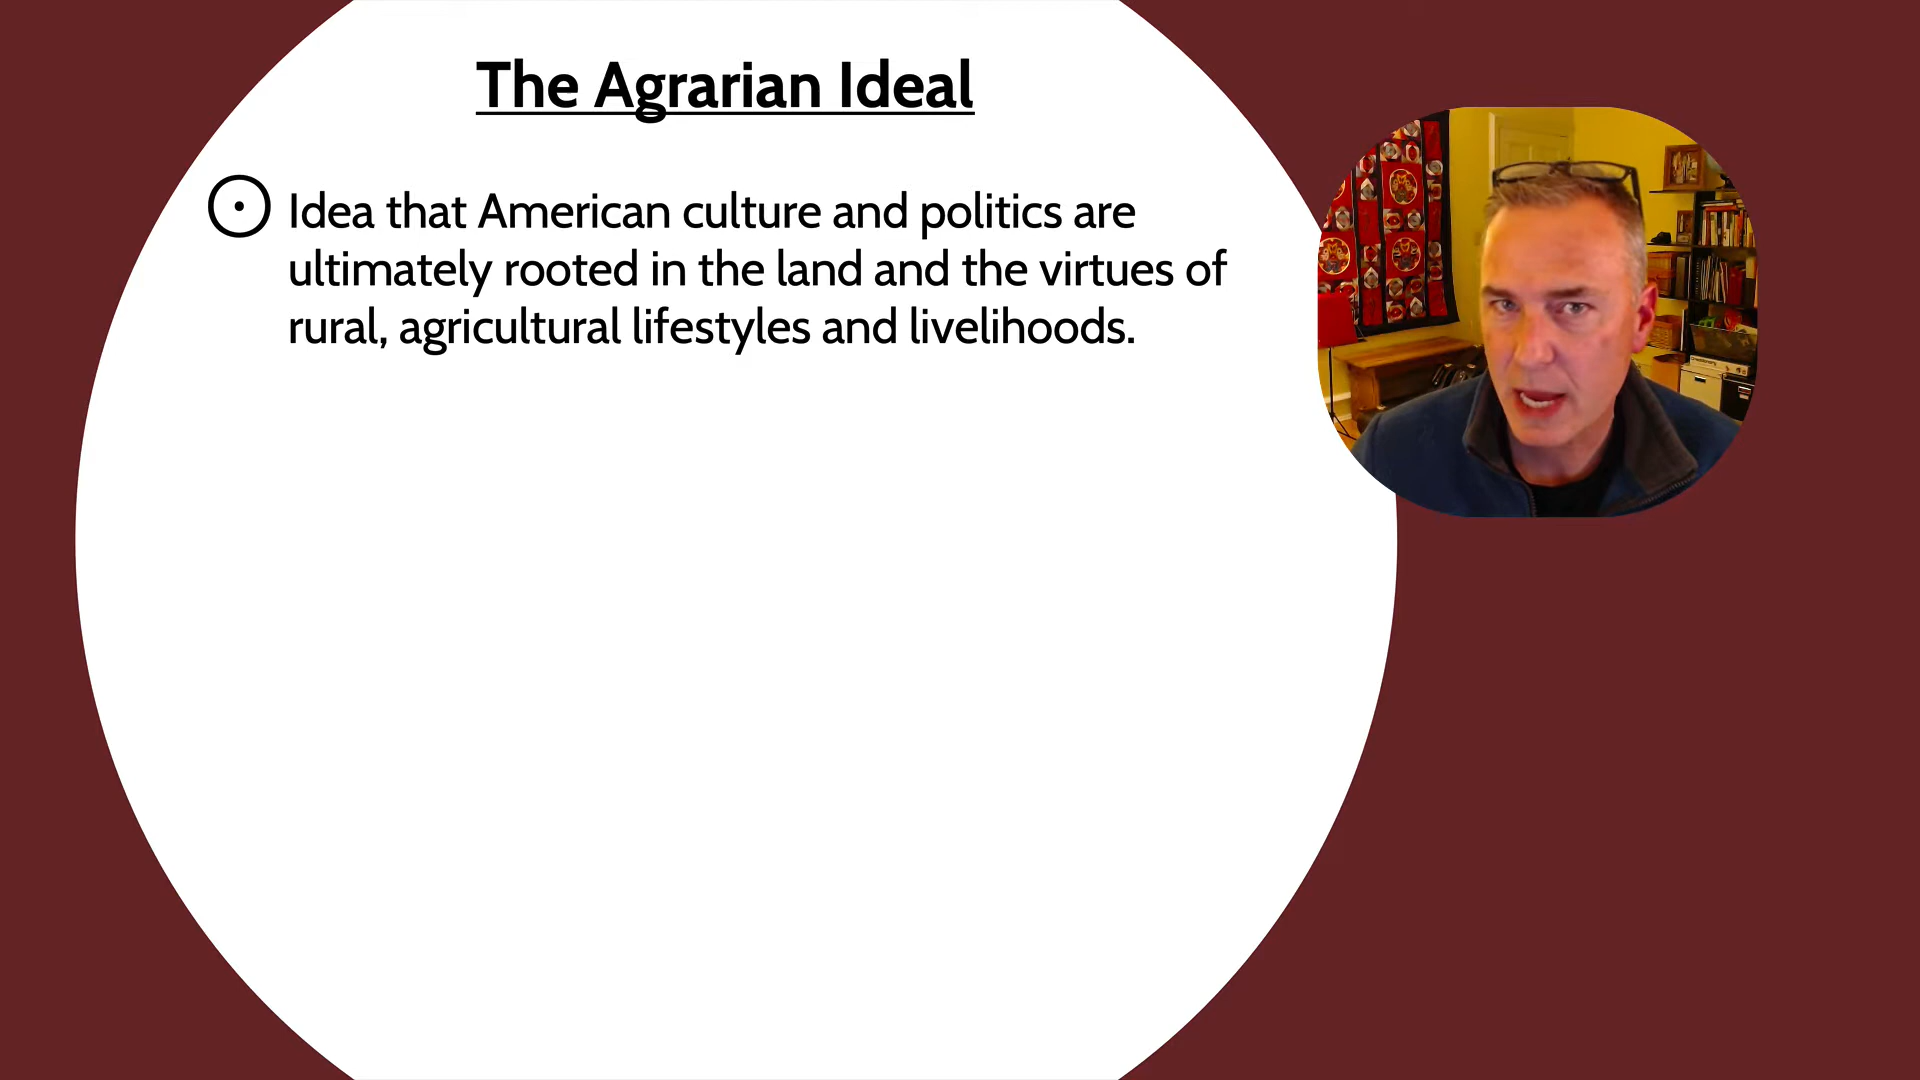 The Agrarian Ideal
Idea that American culture and politics are
ultimately rooted in the land and the virtues of
rural, agricultural lifestyles and livelihoods.